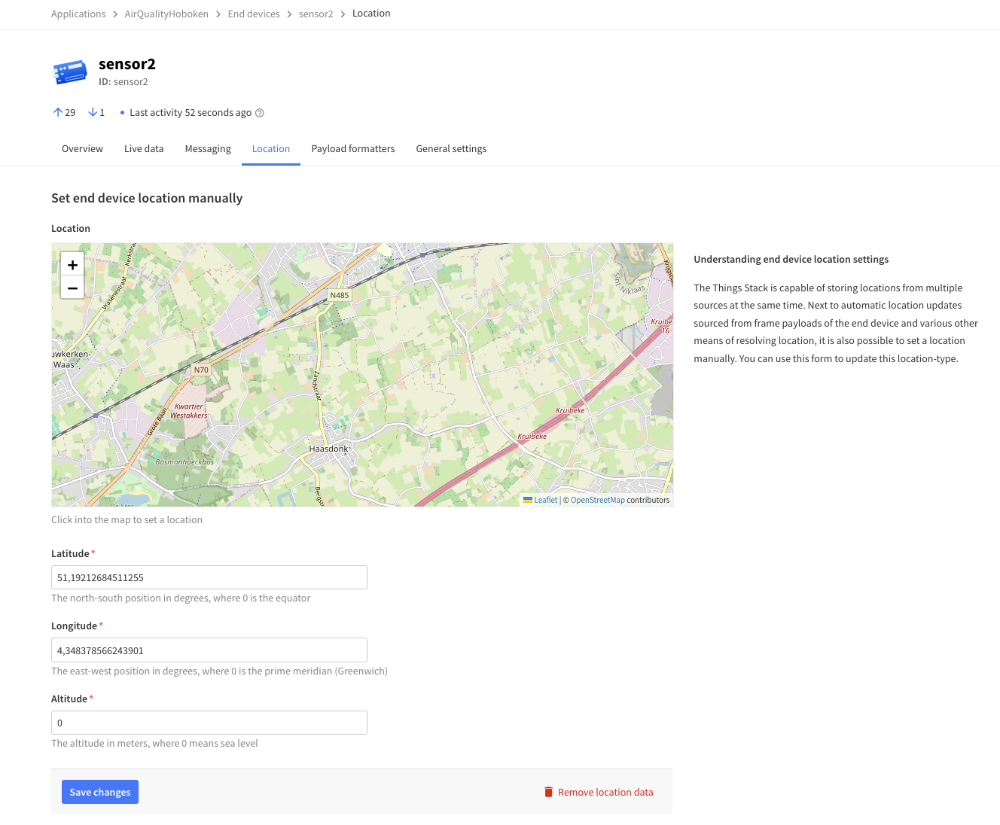 Applications > AirQualityHoboken > End devices > sensor2 > Location
sensor2
ID: sensor2
29 1 • Last activity 52 seconds ago
Overview Live data Messaging Location Payload formatters General settings
Set end device location manually
Location
+
−
Kerkstra
Vrasenestraat
N485
Sint-Niklaas
Krijgsba
Kruibe
16
uwkerken-
Waas
N70
Zandstraat
Kwartier
Westakkers
Grote Baan
Kruibeke
Kruibeke
Haasdonk
Bosmanhoeckbos
Bergstr
De Ster
Leaflet | © OpenStreetMap contributors
Click into the map to set a location
Understanding end device location settings
The Things Stack is capable of storing locations from multiple
sources at the same time. Next to automatic location updates
sourced from frame payloads of the end device and various other
means of resolving location, it is also possible to set a location
manually. You can use this form to update this location-type.
Latitude*
51,19212684511255
The north-south position in degrees, where 0 is the equator
Longitude*
4,348378566243901
The east-west position in degrees, where 0 is the prime meridian (Greenwich)
Altitude*
0
The altitude in meters, where 0 means sea level
Save changes Remove location data